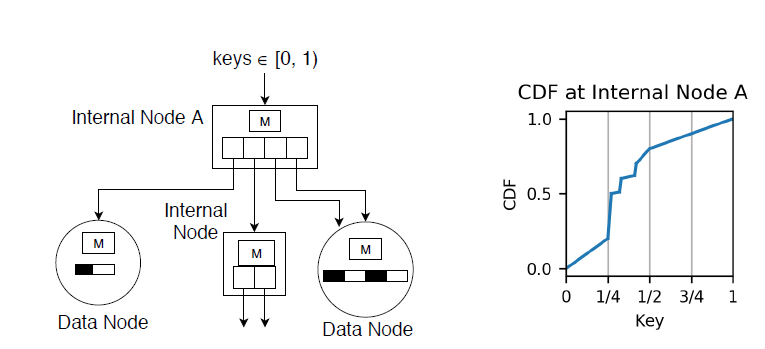 keys ∈ [0, 1)
Internal Node A
M
Internal
Node
M
M
M
Data Node
Data Node
CDF at Internal Node A
1.0
0.5
0.0
CDF
0
1/4
1/2
3/4
1
Key